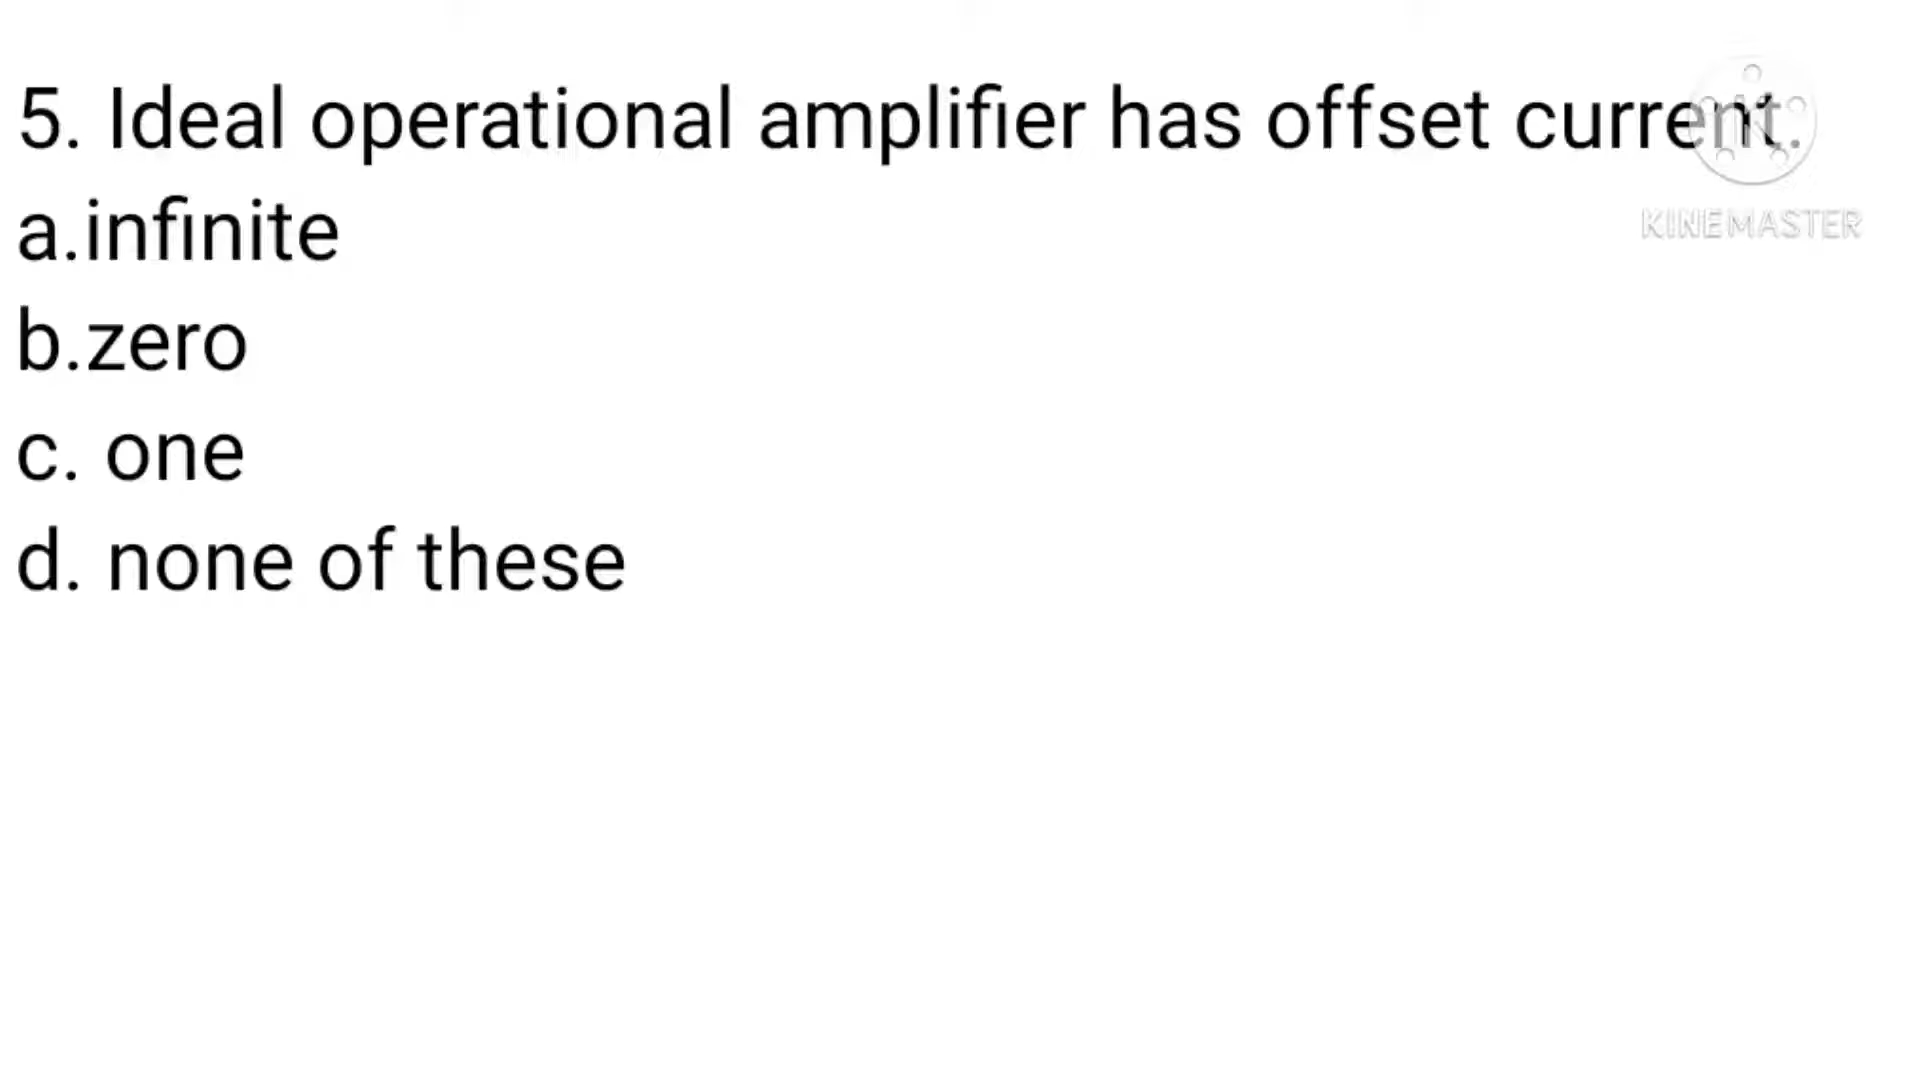 5. Ideal operational amplifier has offset current.
a.infinite
b.zero
c. one
d. none of these
KINEMASTER